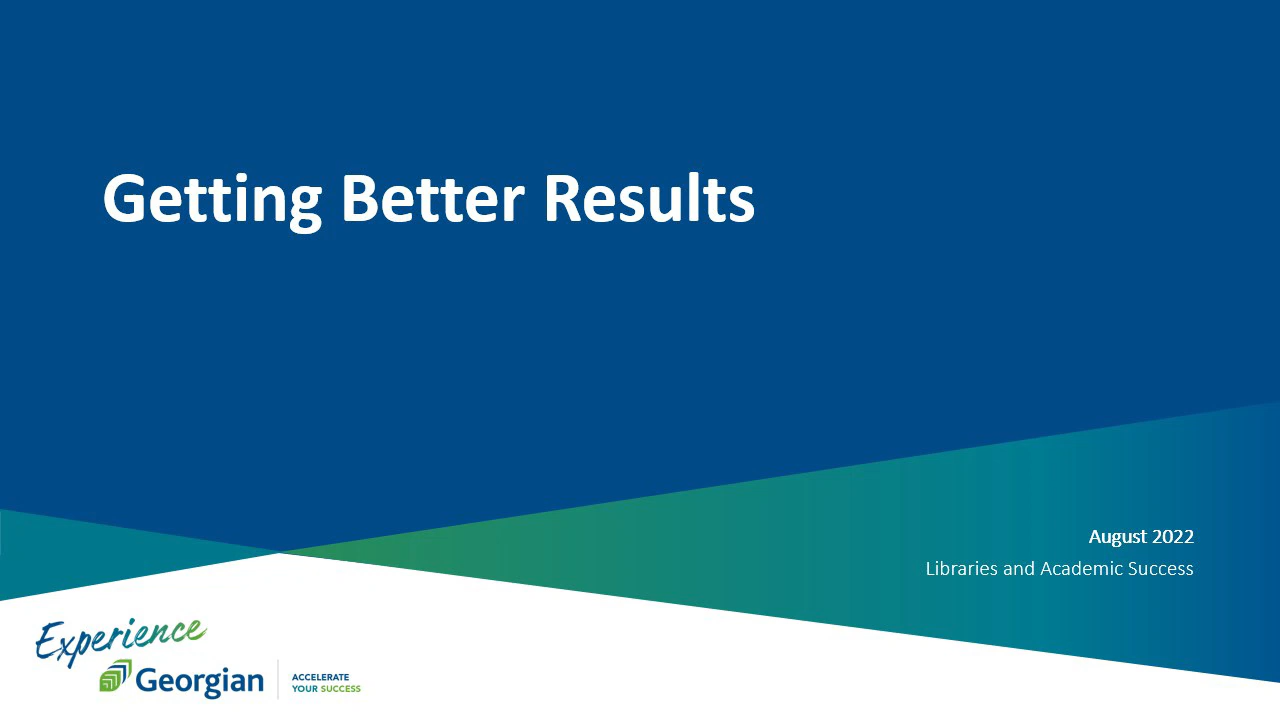 Getting Better Results
August 2022
Libraries and Academic Success
Experience
Georgian
ACCELERATE
YOUR SUCCESS